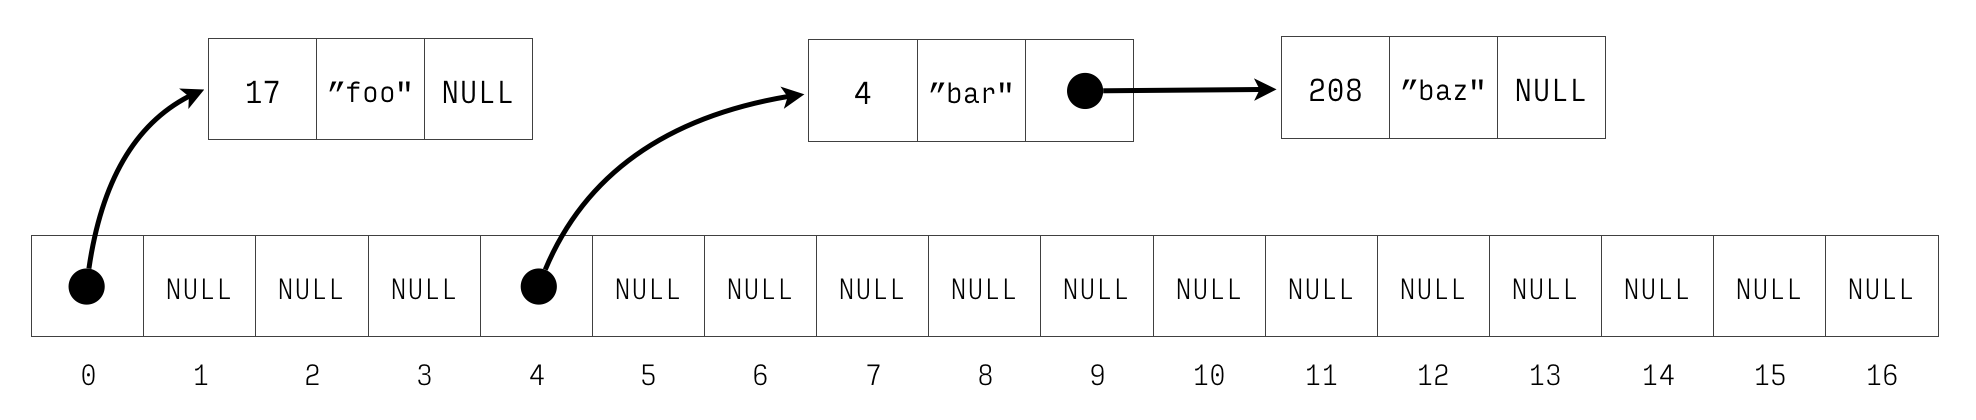 17 ”foo" NULL 4 ”bar" 208 ”baz" NULL
NULL NULL NULL NULL NULL NULL NULL NULL NULL NULL NULL NULL NULL NULL NULL
0 1 2 3 4 5 6 7 8 9 10 11 12 13 14 15 16